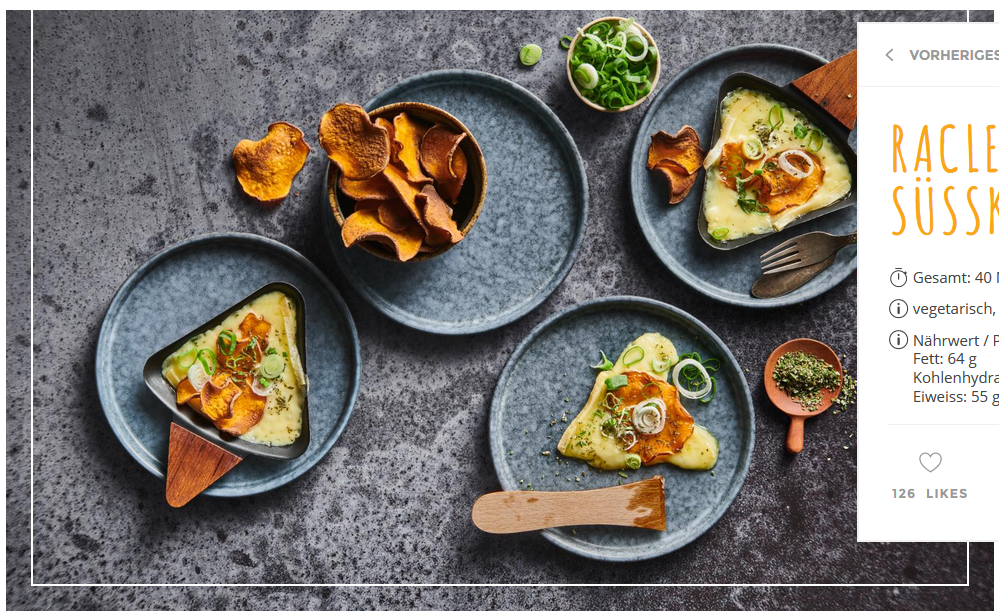 VORHERIGES
RACLE
SÜSSK
Gesamt: 40
vegetarisch,
Nährwert / P
Fett: 64 g
Kohlenhydra
Eiweiss: 55 g
126 LIKES